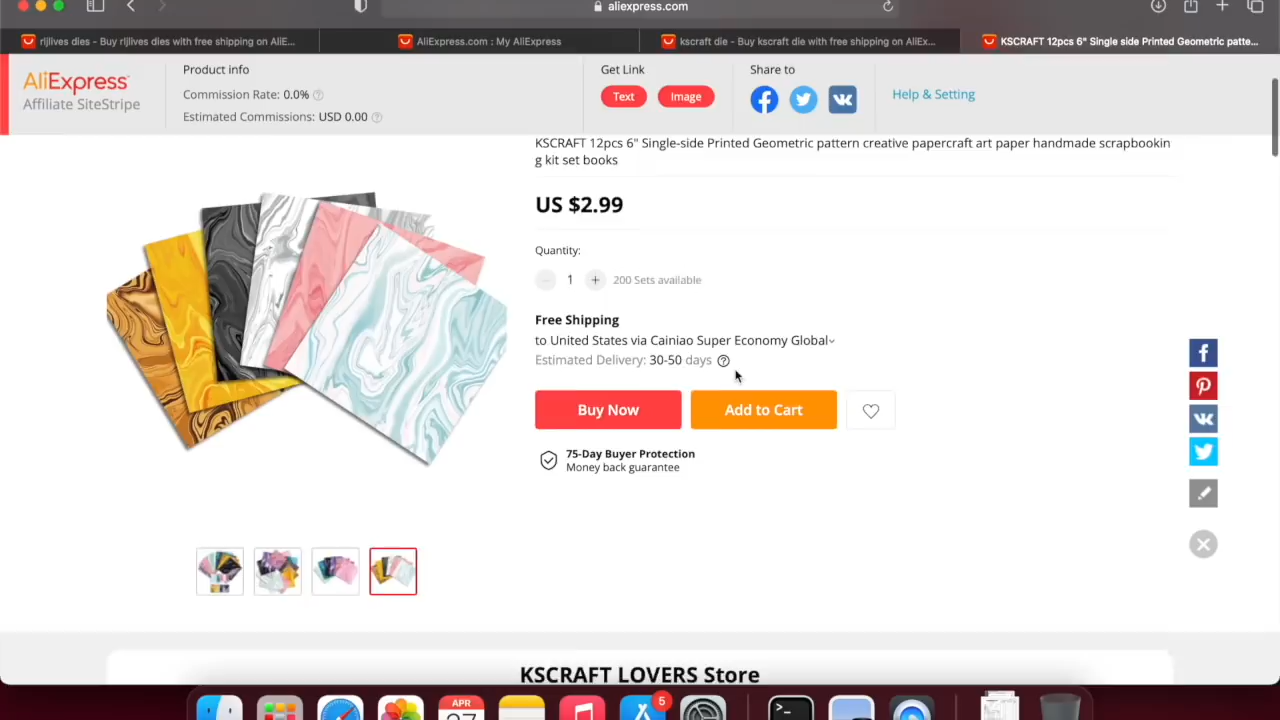 aliexpress.com
rijlives dies - Buy rijlives dies with free shipping on AliE...
AliExpress.com : My AliExpress
kscraft die - Buy kscraft die with free shipping on AliEx...
KSCRAFT 12pcs 6" Single side Printed Geometric patte...
AliExpress
Affiliate SiteStripe
Product info
Commission Rate: 0.0%
Estimated Commissions: USD 0.00
Get Link
Text
Image
Share to
Help & Setting
KSCRAFT 12pcs 6" Single-side Printed Geometric pattern creative papercraft art paper handmade scrapbookin
g kit set books
US $2.99
Quantity:
1
200 Sets available
Free Shipping
to United States via Cainiao Super Economy Global
Estimated Delivery: 30-50 days
Buy Now
Add to Cart
75-Day Buyer Protection
Money back guarantee
KSCRAFT LOVERS Store
APR
5